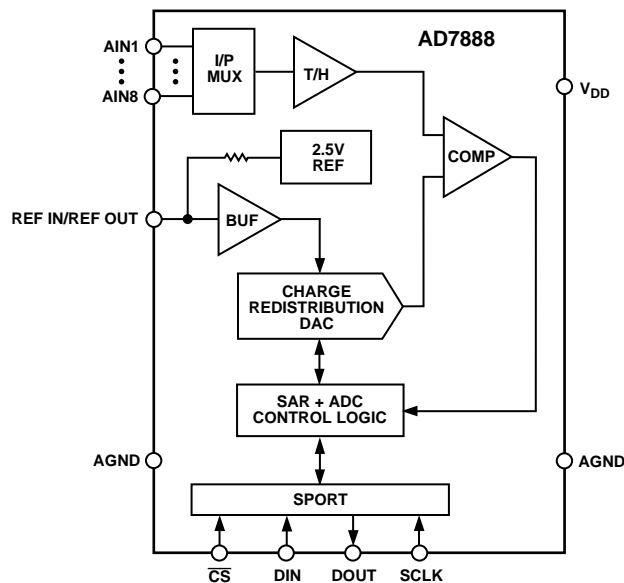 AD7888
AIN1
AIN8
I/P
MUX
T/H
VDD
COMP
2.5V
REF
REF IN/REF OUT
BUF
CHARGE
REDISTRIBUTION
DAC
SAR + ADC
CONTROL LOGIC
AGND
AGND
SPORT
CS
DIN
DOUT
SCLK